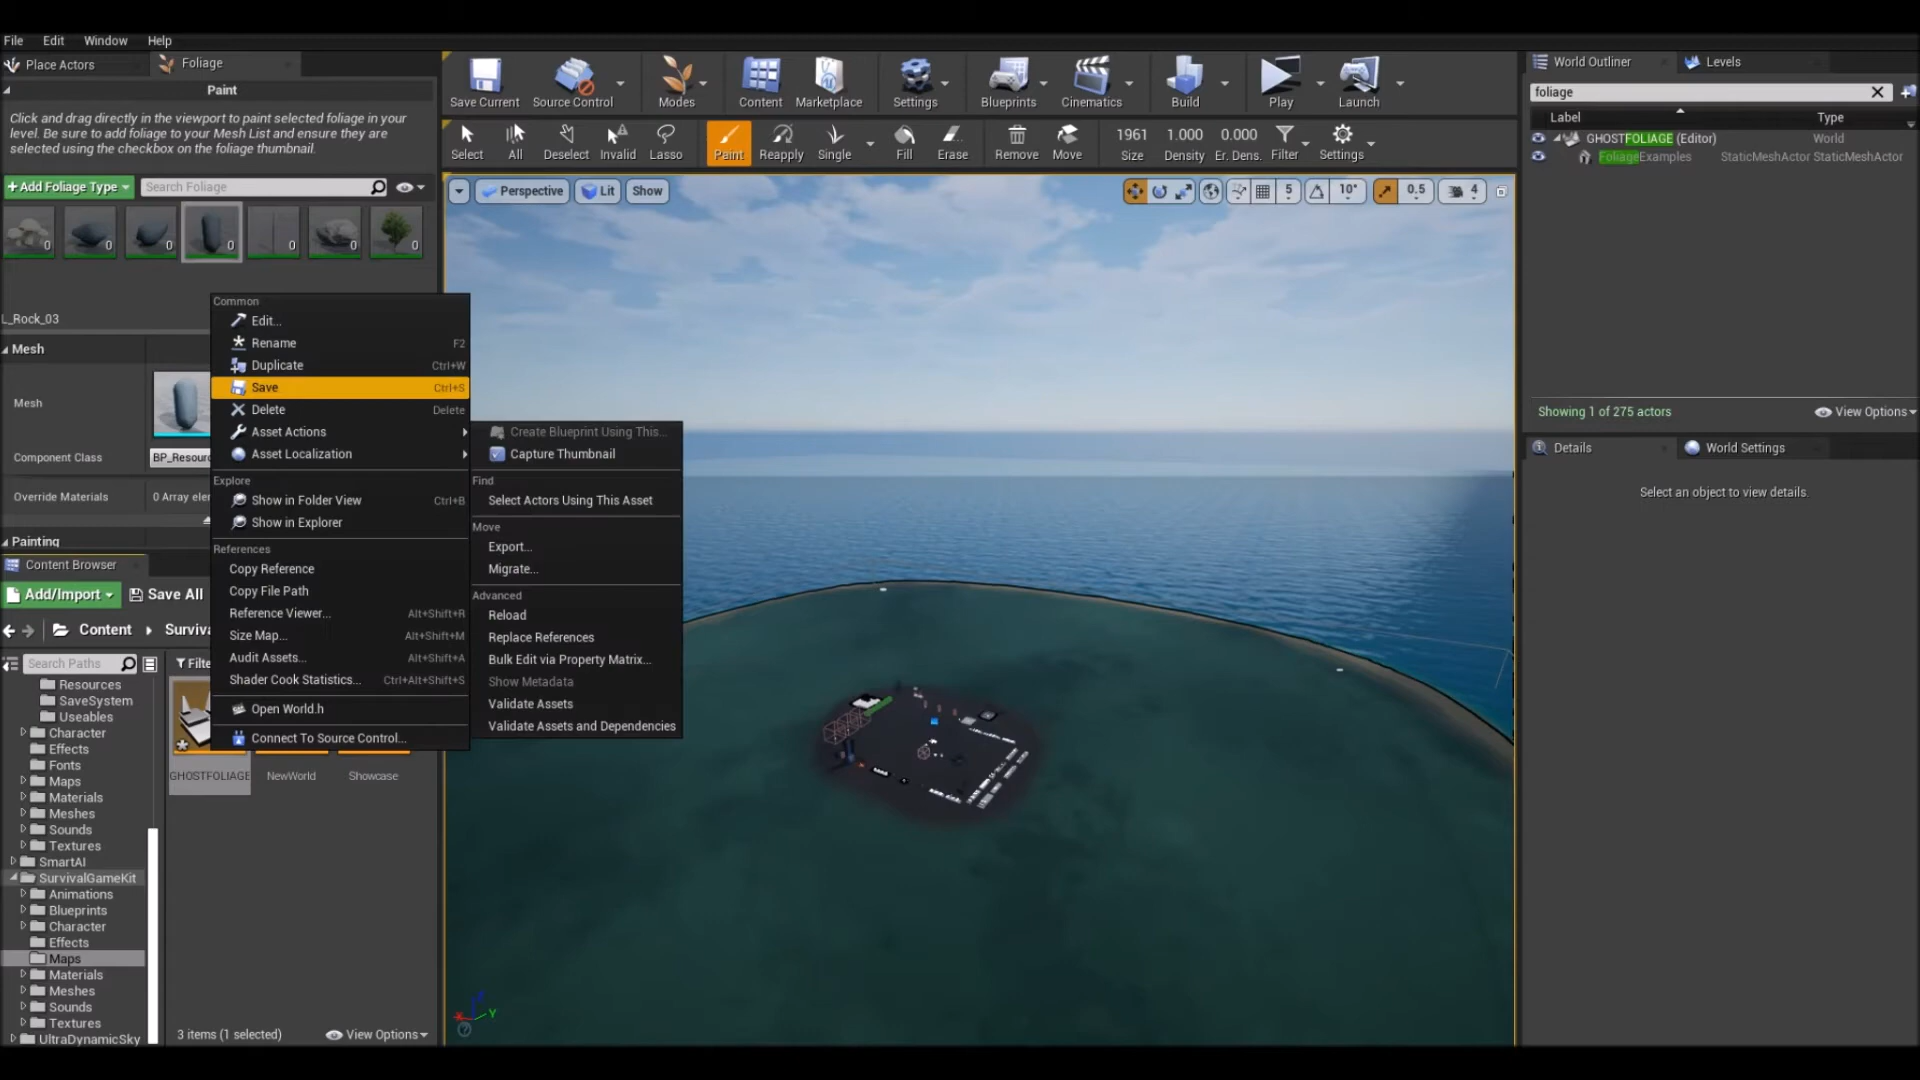 File Edit Window Help
Place Actors
Foliage
Paint
Click and drag directly in the viewport to paint selected foliage in your
level. Be sure to add foliage to your Mesh List and ensure they are
selected using the checkbox on the foliage thumbnail.
+Add Foliage Type
Search Foliage
0 0 0 0 0 0 0
L_Rock_03
Mesh
Mesh
Component Class
BP_Resourc
Override Materials
0 Array ele
Painting
Common
Edit...
Rename F2
Duplicate Ctrl+W
Save Ctrl+S
Delete Delete
Asset Actions
Asset Localization
Explore
Show in Folder View Ctrl+B
Show in Explorer
References
Copy Reference
Copy File Path
Reference Viewer... Alt+Shift+R
Size Map... Alt+Shift+M
Audit Assets... Alt+Shift+A
Shader Cook Statistics... Ctrl+Alt+Shift+S
Open World.h
Connect To Source Control...
Create Blueprint Using This...
Capture Thumbnail
Find
Select Actors Using This Asset
Move
Export...
Migrate...
Advanced
Reload
Replace References
Bulk Edit via Property Matrix...
Show Metadata
Validate Assets
Validate Assets and Dependencies
Content Browser
Add/Import
Save All
Content
Surviva
Search Paths
Filte
Resources
SaveSystem
Useables
Character
Effects
Fonts
Maps
Materials
Meshes
Sounds
Textures
SmartAI
SurvivalGameKit
Animations
Blueprints
Character
Effects
Maps
Materials
Meshes
Sounds
Textures
UltraDynamicSky
GHOSTFOLIAGE
NewWorld
Showcase
3 items (1 selected)
View Options
Save Current
Source Control
Modes
Content
Marketplace
Settings
Blueprints
Cinematics
Build
Play
Launch
Select
All
Deselect
Invalid
Lasso
Paint
Reapply
Single
Fill
Erase
Remove
Move
1961
Size
1.000
Density
0.000
Er. Dens.
Filter
Settings
Perspective
Lit
Show
5
10°
0.5
4
X
Y
World Outliner
Levels
foliage
Label
Type
GHOSTFOLIAGE (Editor) World
FoliageExamples StaticMeshActor StaticMeshActor
Showing 1 of 275 actors
View Options
Details
World Settings
Select an object to view details.